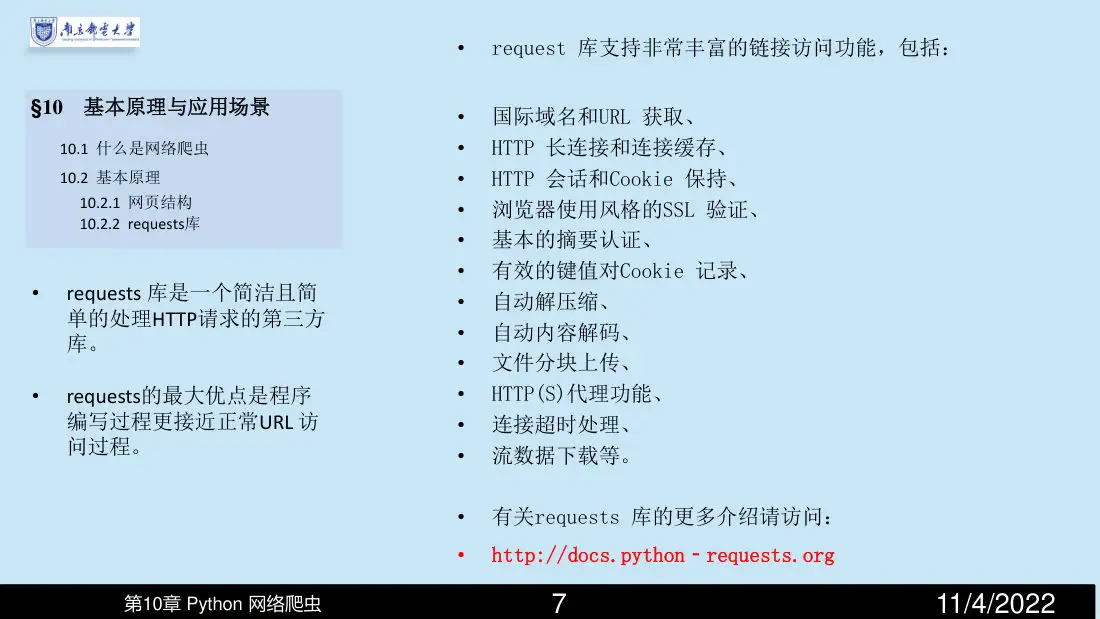 南京邮电大学
§10 基本原理与应用场景
10.1 什么是网络爬虫
10.2 基本原理
10.2.1 网页结构
10.2.2 requests库
• requests 库是一个简洁且简
单的处理HTTP请求的第三方
库。
• requests的最大优点是程序
编写过程更接近正常URL 访
问过程。
• request 库支持非常丰富的链接访问功能，包括：
• 国际域名和URL 获取、
• HTTP 长连接和连接缓存、
• HTTP 会话和Cookie 保持、
• 浏览器使用风格的SSL 验证、
• 基本的摘要认证、
• 有效的键值对Cookie 记录、
• 自动解压缩、
• 自动内容解码、
• 文件分块上传、
• HTTP(S)代理功能、
• 连接超时处理、
• 流数据下载等。
• 有关requests 库的更多介绍请访问：
• http://docs.python‐requests.org
第10章 Python 网络爬虫
7
11/4/2022